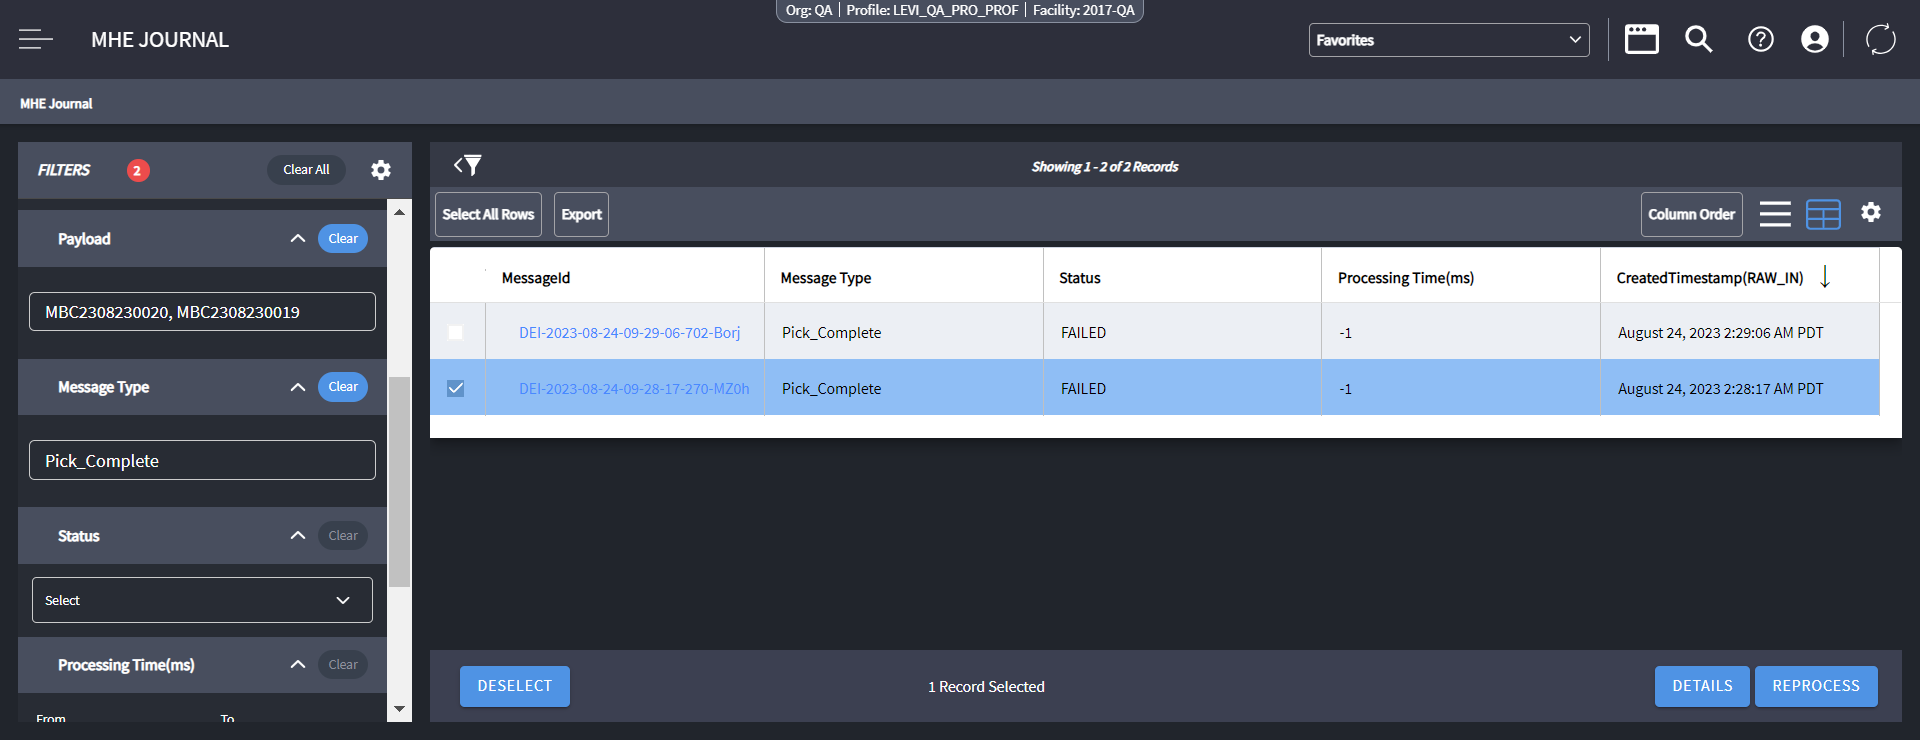 Org: QA | Profile: LEVI_QA_PRO_PROF | Facility: 2017-QA
MHE JOURNAL
Favorites
MHE Journal
FILTERS 2 Clear All
Payload Clear
MBC2308230020, MBC2308230019
Message Type Clear
Pick_Complete
Status Clear
Select
Processing Time(ms) Clear
From To
Showing 1 - 2 of 2 Records
Select All Rows Export Column Order
MessageId Message Type Status Processing Time(ms) CreatedTimestamp(RAW_IN)
DEI-2023-08-24-09-29-06-702-Borj Pick_Complete FAILED -1 August 24, 2023 2:29:06 AM PDT
DEI-2023-08-24-09-28-17-270-MZ0h Pick_Complete FAILED -1 August 24, 2023 2:28:17 AM PDT
DESELECT 1 Record Selected DETAILS REPROCESS